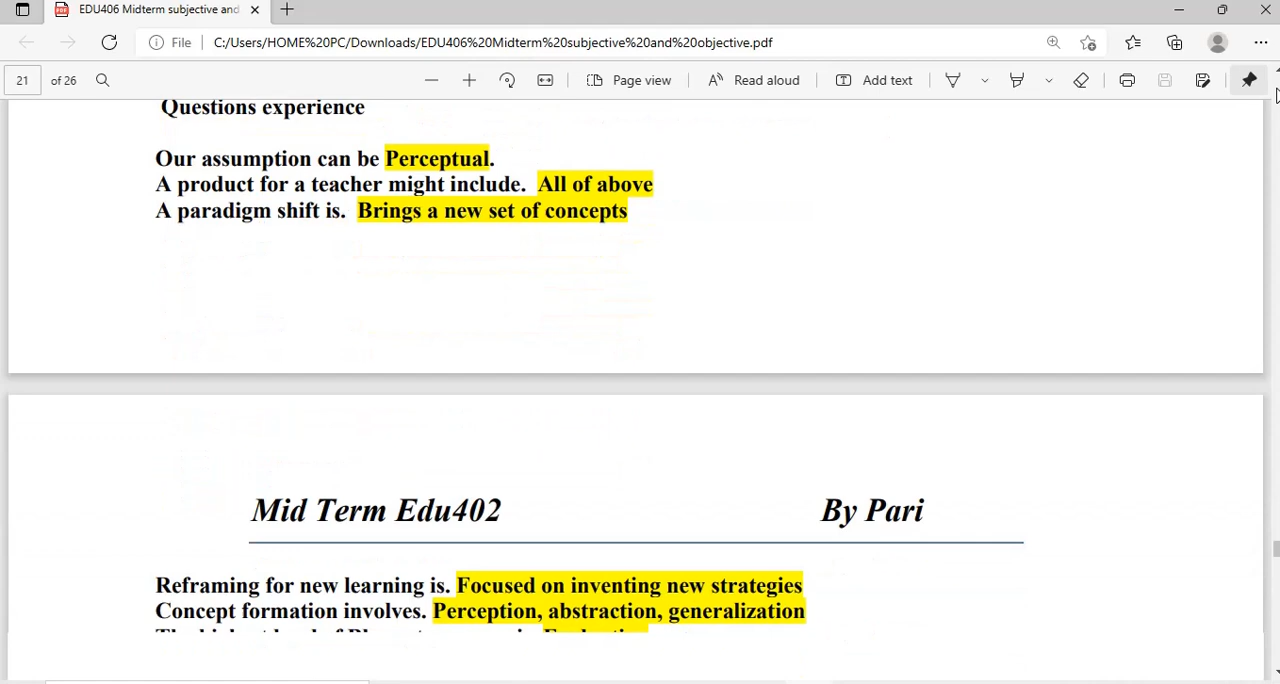 EDU406 Midterm subjective and
File
C:/Users/HOME%20PC/Downloads/EDU406%20Midterm%20subjective%20and%20objective.pdf
21 of 26
Page view
Read aloud
Add text
Questions experience
Our assumption can be Perceptual.
A product for a teacher might include. All of above
A paradigm shift is. Brings a new set of concepts
Mid Term Edu402 By Pari
Reframing for new learning is. Focused on inventing new strategies
Concept formation involves. Perception, abstraction, generalization